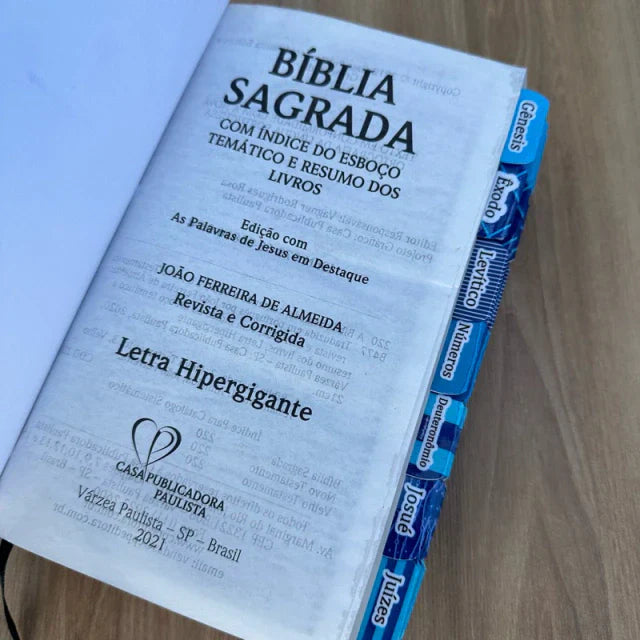 BÍBLIA
SAGRADA
COM ÍNDICE DO ESBOÇO
TEMÁTICO E RESUMO DOS
LIVROS
Edição com
As Palavras de Jesus em Destaque
JOÃO FERREIRA DE ALMEIDA
Revista e Corrigida
Letra Hipergigante
CASA PUBLICADORA
PAULISTA
Várzea Paulista – SP – Brasil
2021
Gênesis
Êxodo
Levítico
Números
Deuteronômio
Josué
Juízes